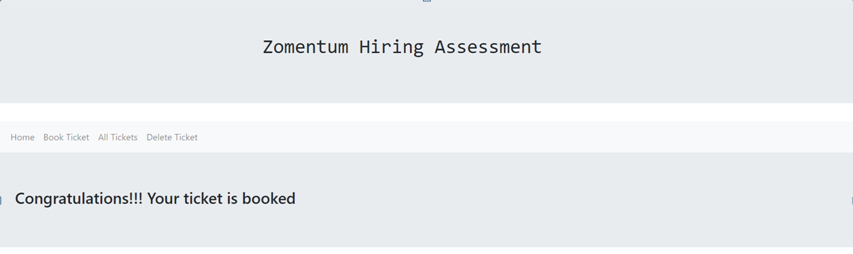 Zomentum Hiring Assessment
Home Book Ticket All Tickets Delete Ticket
Congratulations!!! Your ticket is booked